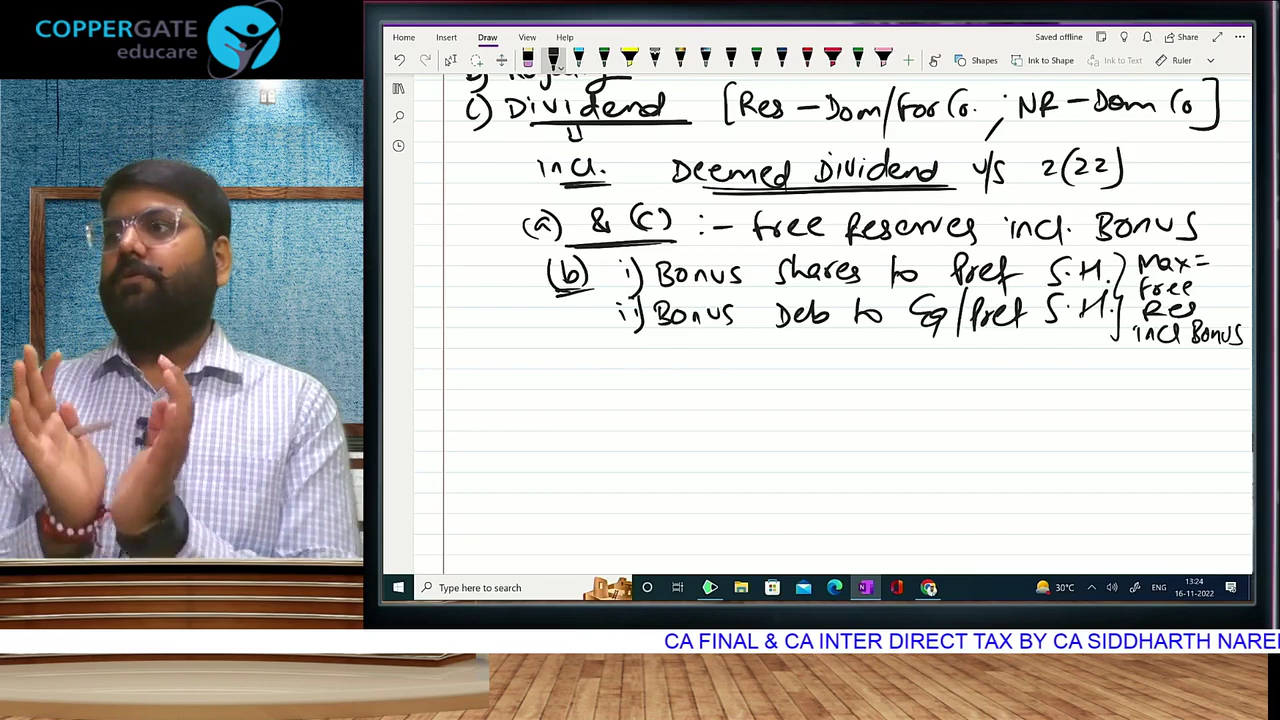 COPPERGATE
educare
Home Insert Draw View Help
Saved offline
Share
Shapes
Ink to Shape
Ink to Text
Ruler
c) Dividend [Res - Dom/For Co. ; NR - Dom Co]
incl. Deemed Dividend u/s 2(22)
(a) & (c) :- Free Reserves incl. Bonus
(b) i) Bonus Shares to Pref S.H.
ii) Bonus Deb to Eq/Pref S.H.
Max =
Free
Res
incl Bonus
Type here to search
30°C
ENG
13:24
16-11-2022
CA FINAL & CA INTER DIRECT TAX BY CA SIDDHARTH NARE